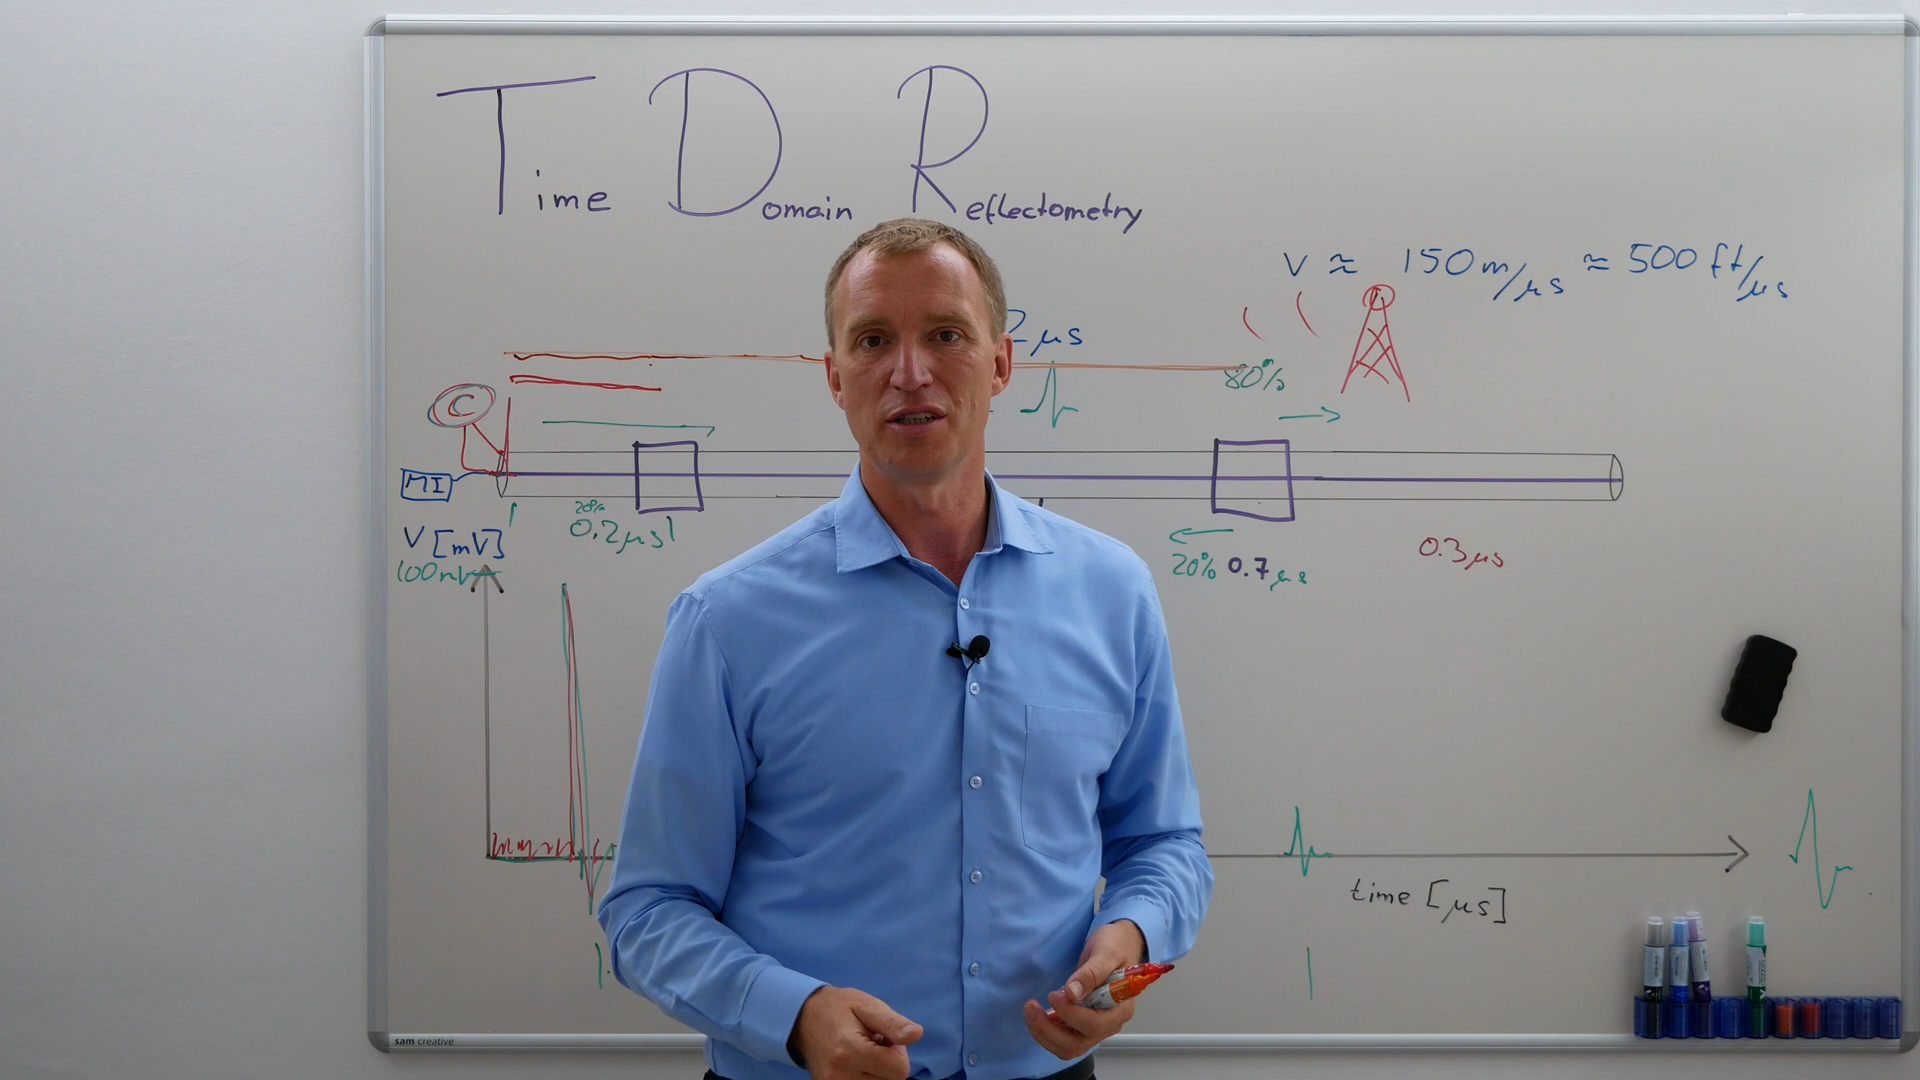 Time Domain Reflectometry
V ≈ 150 m/μs ≈ 500 ft/μs
2 μs
80%
C
MI
20%
0.2 μs
V [mV]
100mV
20% 0.7 μs
0.3 μs
time [μs]
sam creative